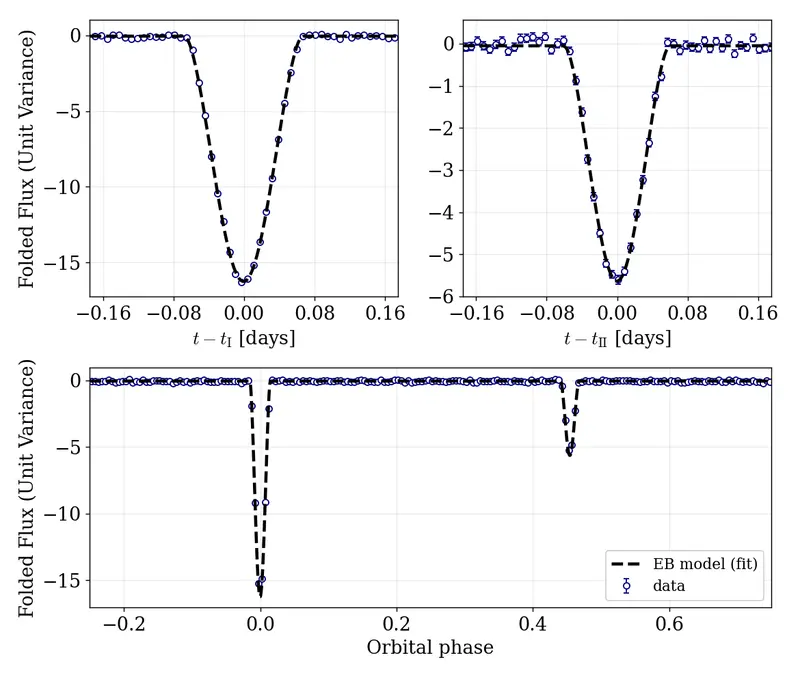 Folded Flux (Unit Variance)
0
−5
−10
−15
−0.16 −0.08 0.00 0.08 0.16
t − tI [days]
0
−1
−2
−3
−4
−5
−6
−0.16 −0.08 0.00 0.08 0.16
t − tII [days]
Folded Flux (Unit Variance)
0
−5
−10
−15
−0.2 0.0 0.2 0.4 0.6
Orbital phase
EB model (fit)
data